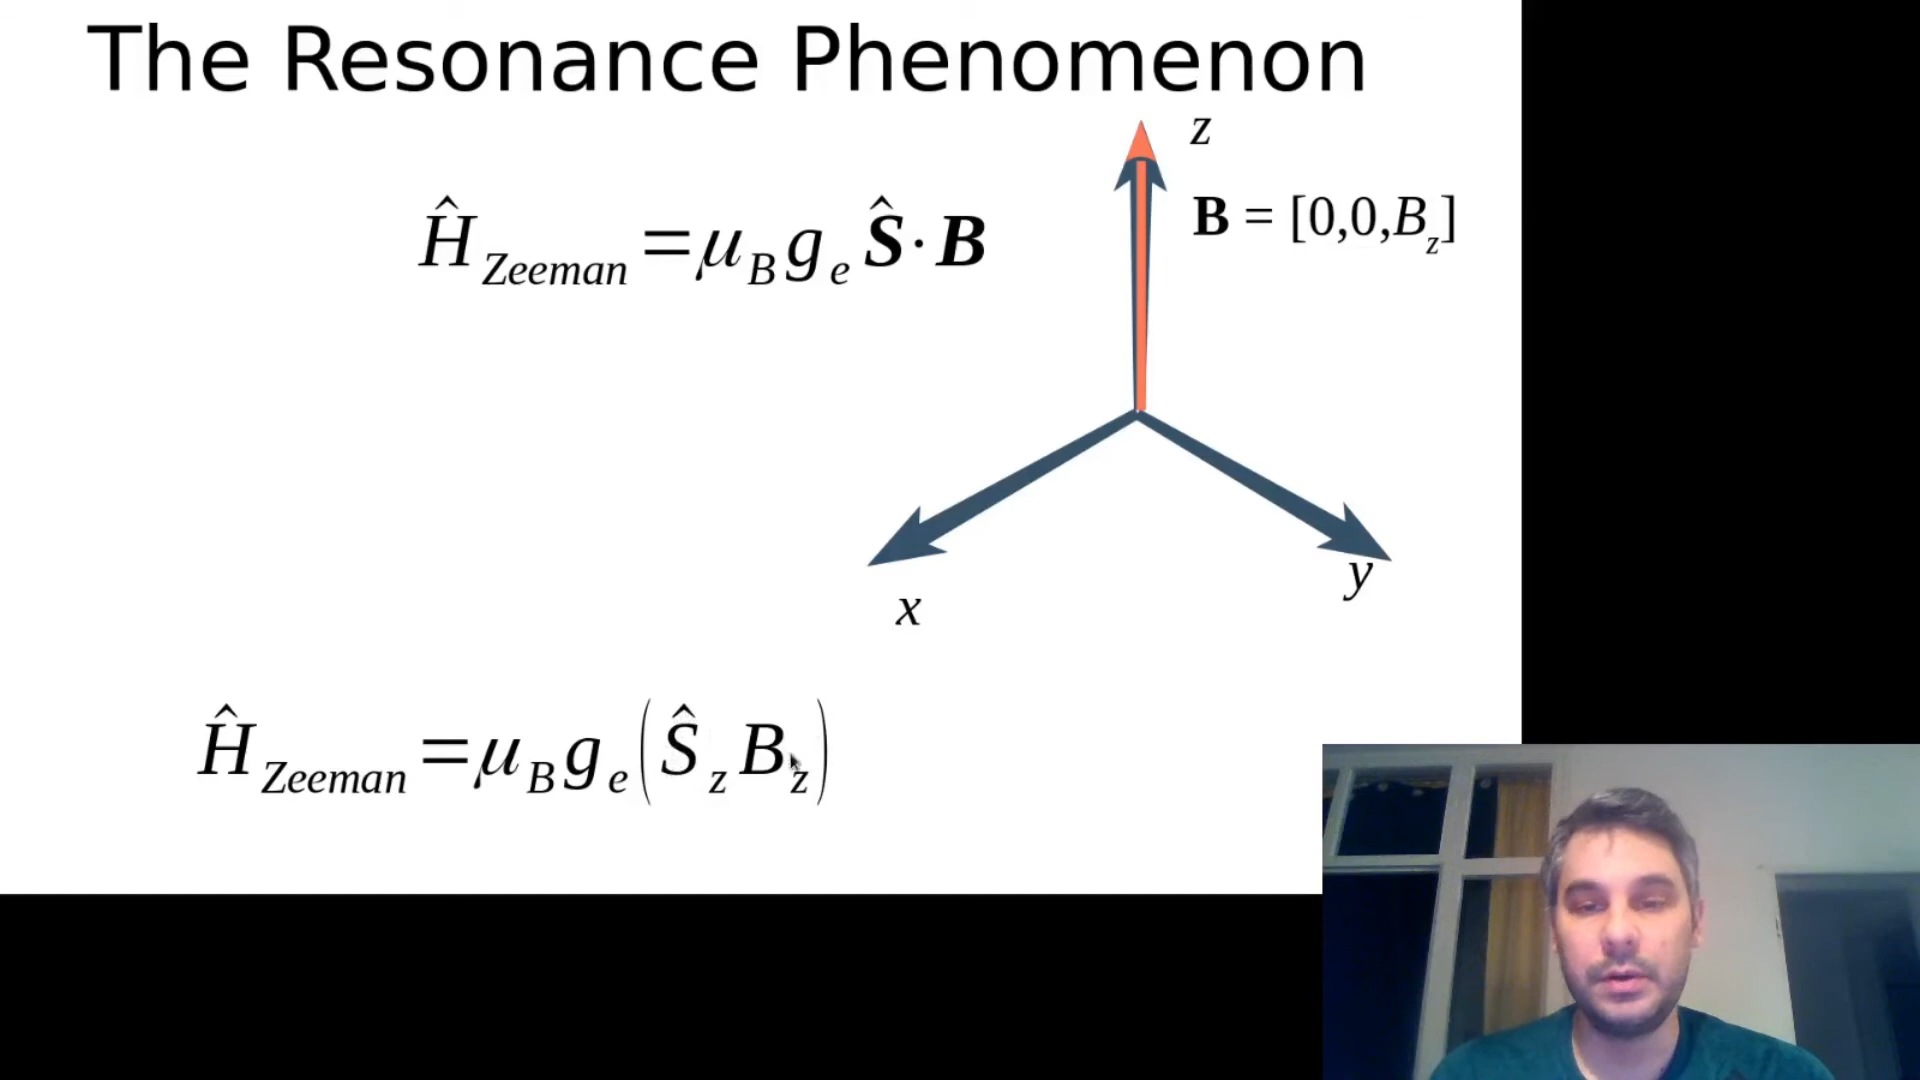 The Resonance Phenomenon
z
B = [0,0,B_z]
Ĥ_Zeeman = μ_B g_e Ŝ · B
x
y
Ĥ_Zeeman = μ_B g_e (Ŝ_z B_z)